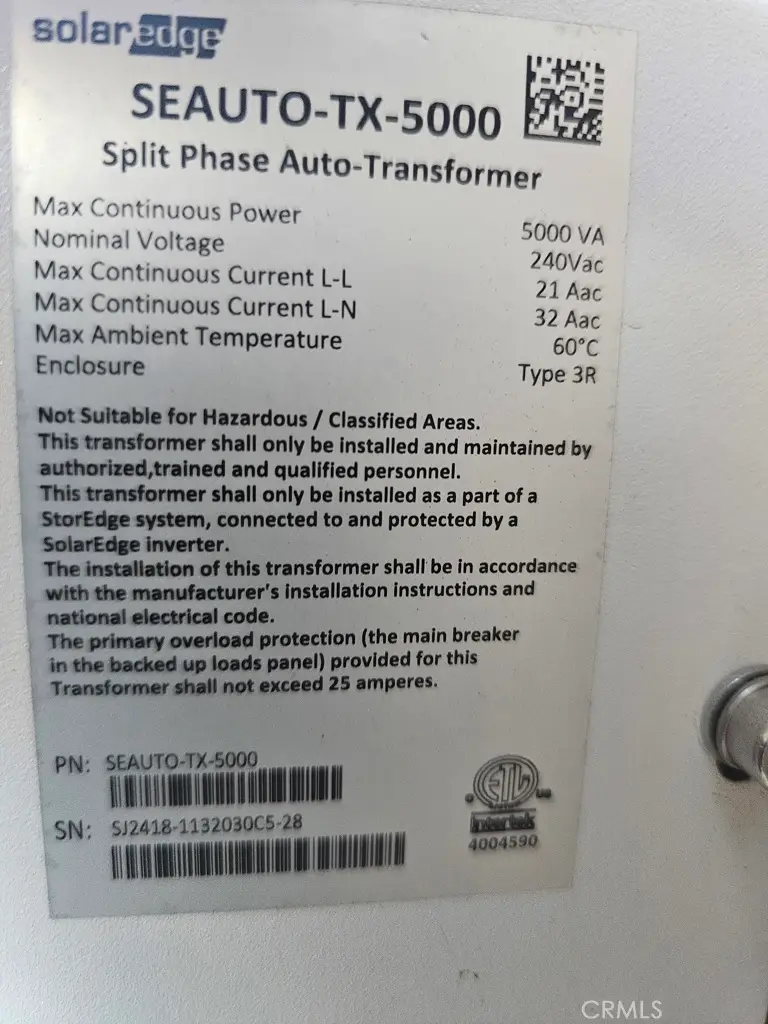 solaredge
SEAUTO-TX-5000
Split Phase Auto-Transformer
Max Continuous Power 5000 VA
Nominal Voltage 240Vac
Max Continuous Current L-L 21 Aac
Max Continuous Current L-N 32 Aac
Max Ambient Temperature 60°C
Enclosure Type 3R
Not Suitable for Hazardous / Classified Areas.
This transformer shall only be installed and maintained by
authorized,trained and qualified personnel.
This transformer shall only be installed as a part of a
StorEdge system, connected to and protected by a
SolarEdge inverter.
The installation of this transformer shall be in accordance
with the manufacturer's installation instructions and
national electrical code.
The primary overload protection (the main breaker
in the backed up loads panel) provided for this
Transformer shall not exceed 25 amperes.
PN: SEAUTO-TX-5000
SN: SJ2418-1132030C5-28
ETL
us
Intertek
4004590
CRMLS